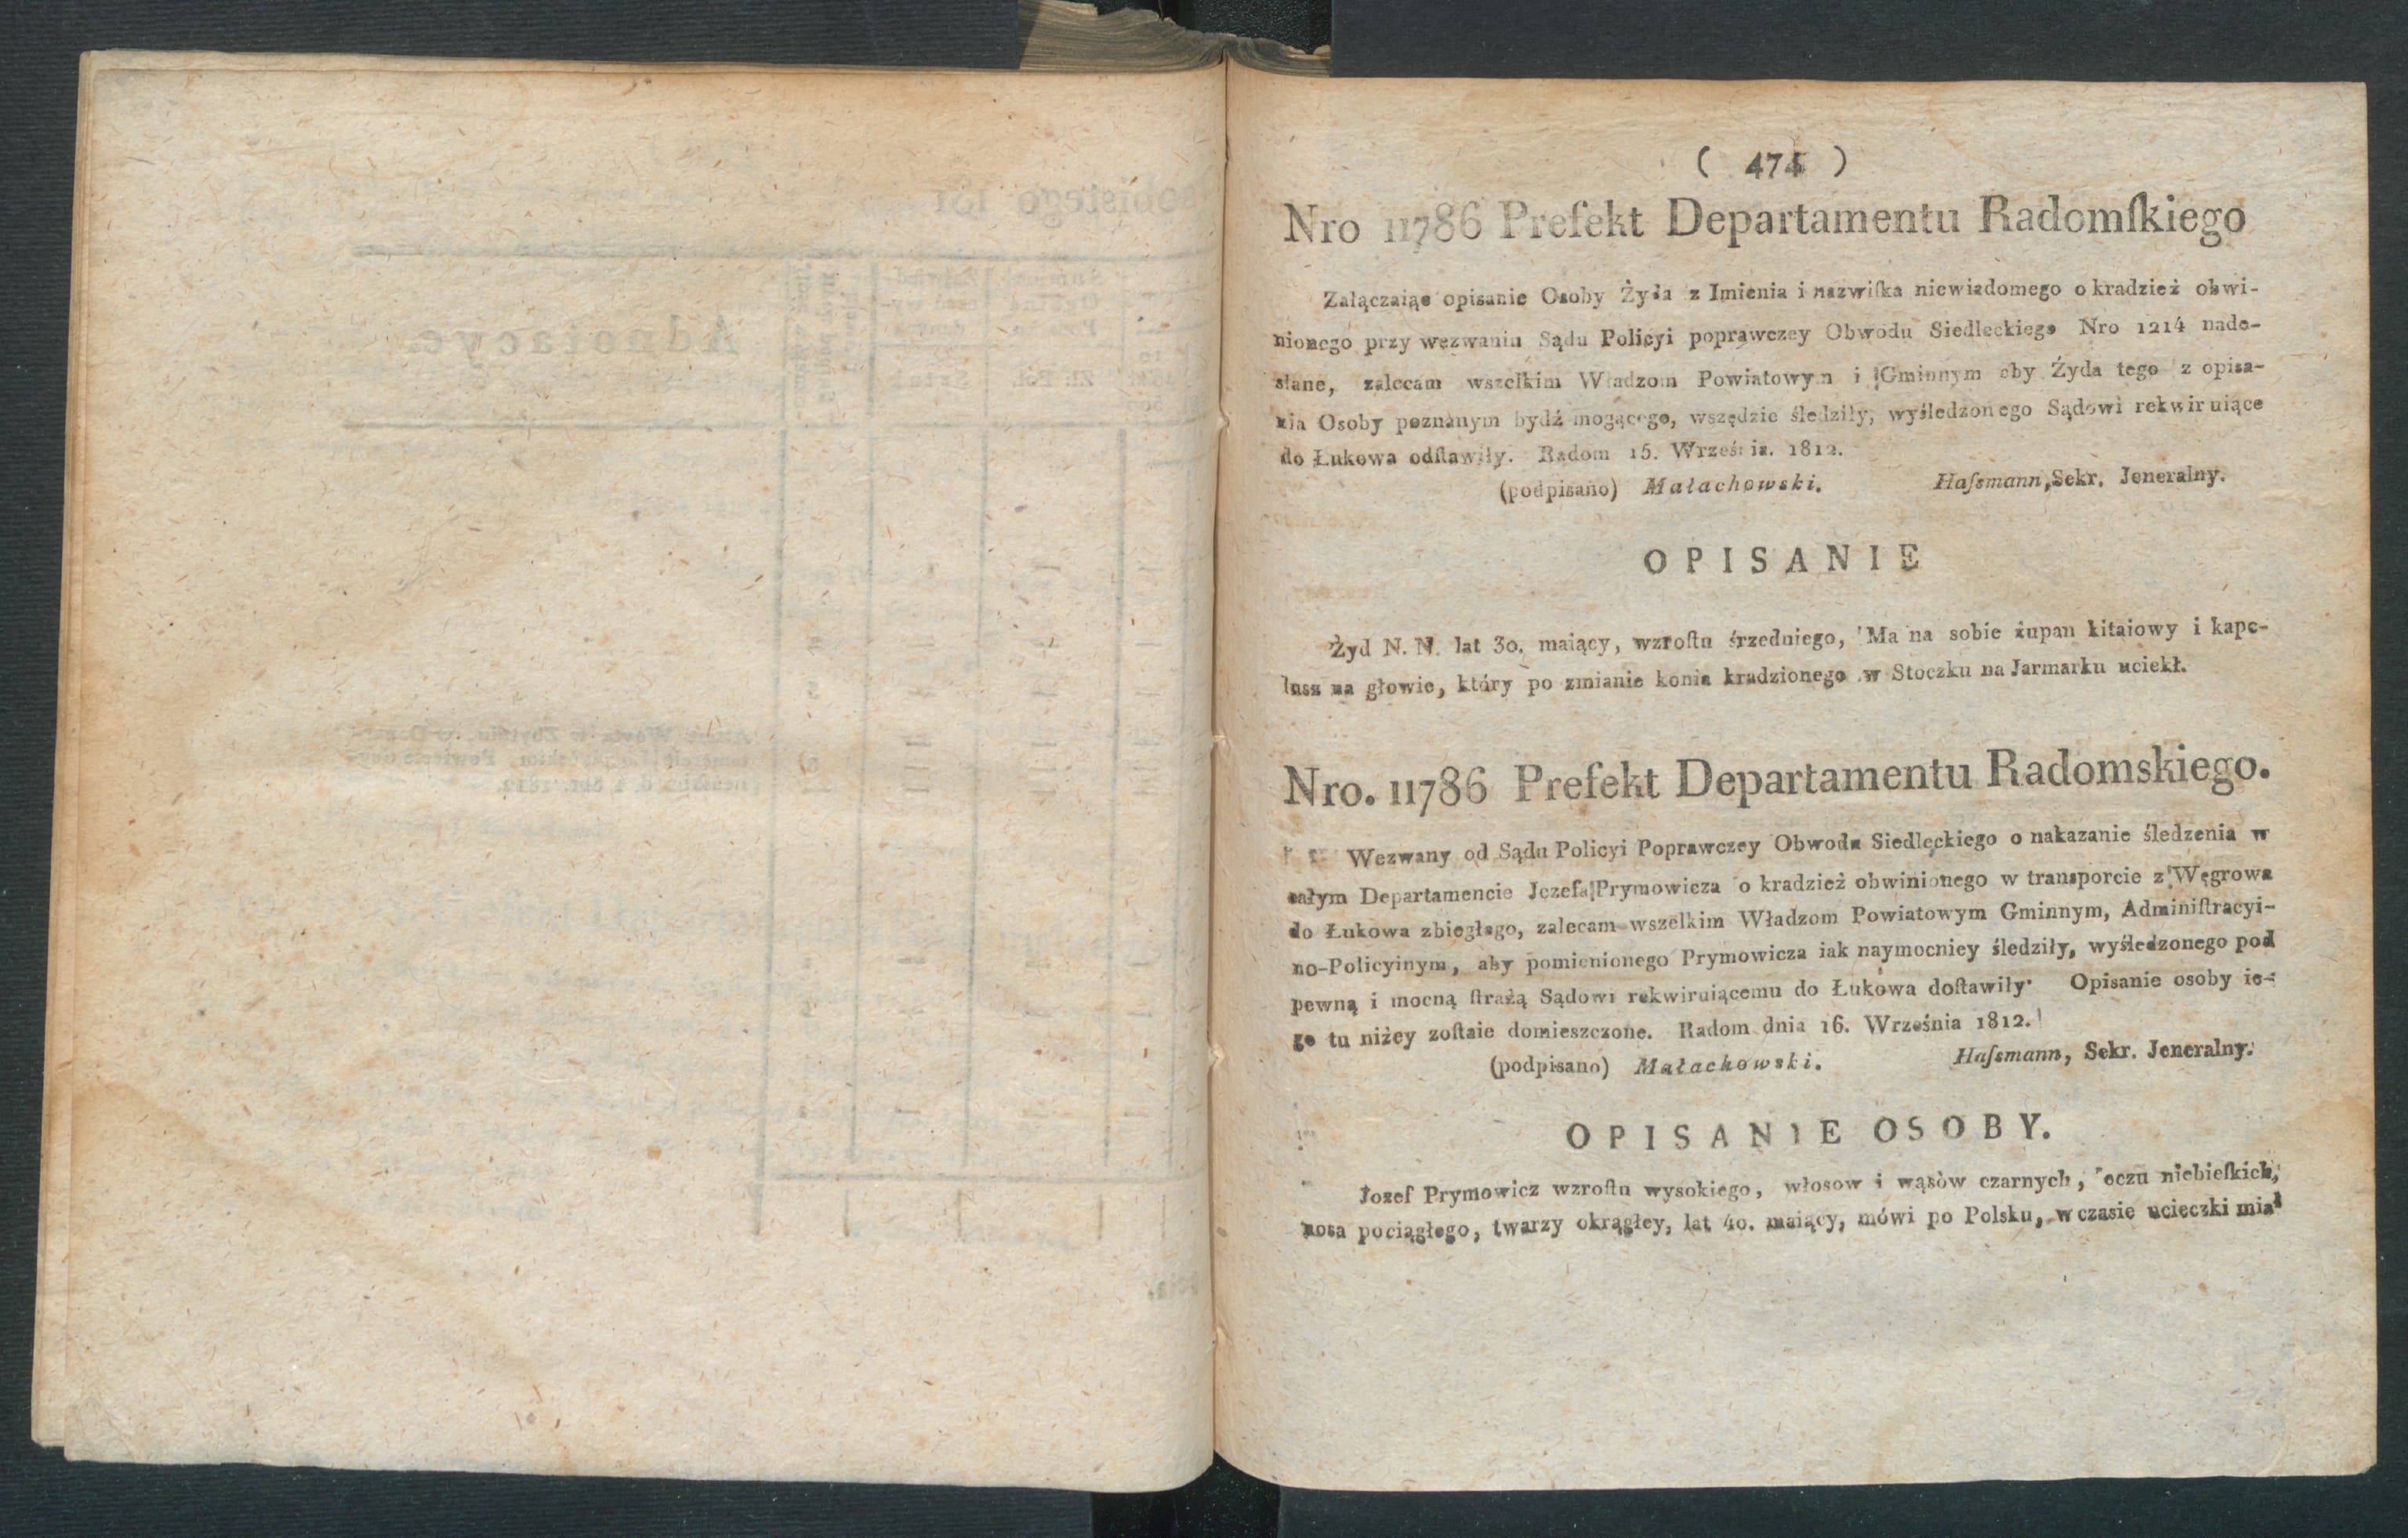 ( 474 )
Nro 11786 Prefekt Departamentu Radomſkiego
Załączaiąe opisanie Osoby Żyda z Imienia i nazwiſka niewiadomego o kradzież obwi-
nionego przy wezwaniu Sądu Policyi poprawczey Obwodu Siedleckiego Nro 1214 nade-
słane, zalecam wszelkim Władzom Powiatowym i Gminnym aby Żyda tego z opisa-
nia Osoby poznanym bydź mogącego, wszędzie śledziły, wyśledzonego Sądowi rekwiruiące
do Łukowa odſtawiły. Radom 15. Września. 1812.
(podpisano) Małachowski. Haſsmann, Sekr. Jeneralny.
OPISANIE
Żyd N. N. lat 30. maiący, wzroſtu śrzedniego, Ma na sobie żupan kitaiowy i kape-
lusz na głowie, który po zmianie konia kradzionego w Stoczku na Jarmarku uciekł.
Nro. 11786 Prefekt Departamentu Radomskiego.
Wezwany od Sądu Policyi Poprawczey Obwodu Siedleckiego o nakazanie śledzenia w
całym Departamencie Jozefa Prymowicza o kradzież obwinionego w transporcie z Węgrowa
do Łukowa zbiegłego, zalecam wszelkim Władzom Powiatowym Gminnym, Adminiſtracyi-
no-Policyinym, aby pomienionego Prymowicza iak naymocniey śledziły, wyśledzonego pod
pewną i mocną ſtrażą Sądowi rekwiruiącemu do Łukowa doſtawiły. Opisanie osoby ie-
go tu niżey zoſtaie domieszczone. Radom dnia 16. Września 1812.
(podpisano) Małachowski. Haſsmann, Sekr. Jeneralny.
OPISANIE OSOBY.
Jozef Prymowicz wzroſtu wysokiego, włosow i wąsòw czarnych, oczu niebieſkich,
nosa pociągłego, twarzy okrągłey, lat 40. maiący, mówi po Polsku, w czasie ucieczki miał